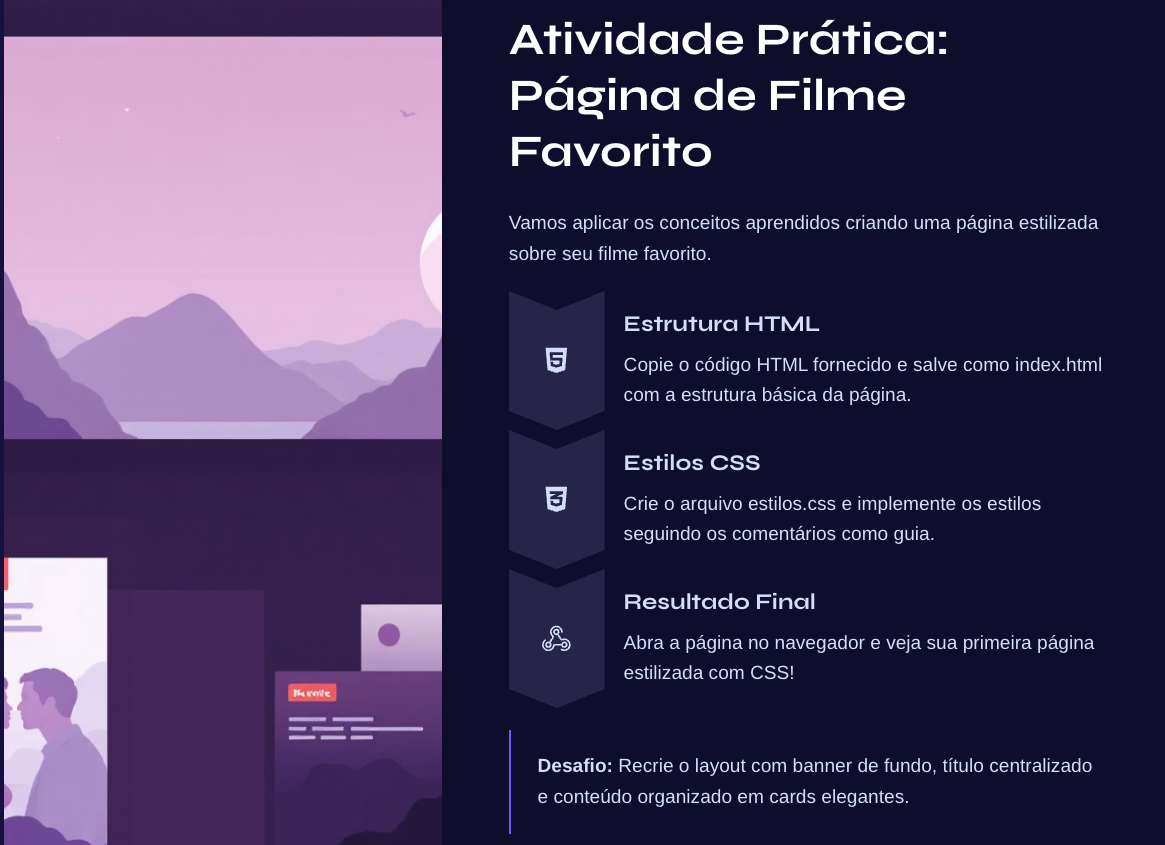 Atividade Prática:
Página de Filme
Favorito
Vamos aplicar os conceitos aprendidos criando uma página estilizada
sobre seu filme favorito.
5
Estrutura HTML
Copie o código HTML fornecido e salve como index.html
com a estrutura básica da página.
3
Estilos CSS
Crie o arquivo estilos.css e implemente os estilos
seguindo os comentários como guia.
Resultado Final
Abra a página no navegador e veja sua primeira página
estilizada com CSS!
Desafio: Recrie o layout com banner de fundo, título centralizado
e conteúdo organizado em cards elegantes.